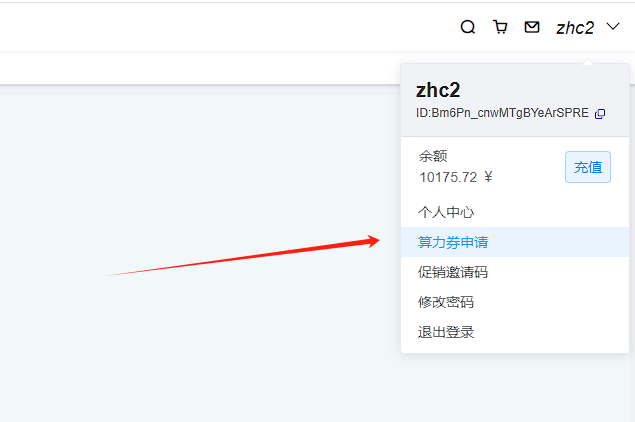 zhc2
zhc2
ID:Bm6Pn_cnwMTgBYeArSPRE
余额
10175.72 ¥
充值
个人中心
算力券申请
促销邀请码
修改密码
退出登录